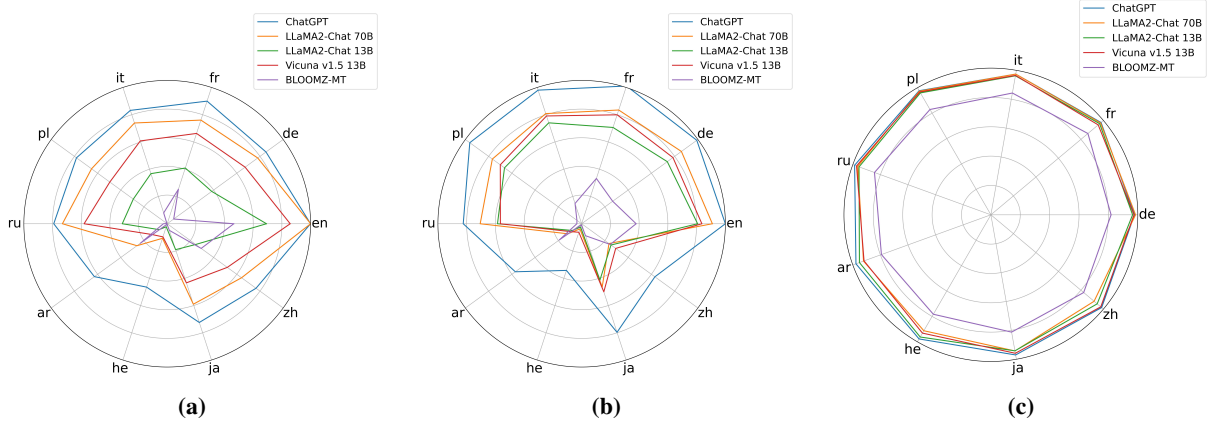 ChatGPT
LLaMA2-Chat 70B
LLaMA2-Chat 13B
Vicuna v1.5 13B
BLOOMZ-MT
it
fr
pl
de
ru
en
ar
zh
he
ja
(a)
ChatGPT
LLaMA2-Chat 70B
LLaMA2-Chat 13B
Vicuna v1.5 13B
BLOOMZ-MT
it
fr
pl
de
ru
en
ar
zh
he
ja
(b)
ChatGPT
LLaMA2-Chat 70B
LLaMA2-Chat 13B
Vicuna v1.5 13B
BLOOMZ-MT
it
pl
fr
ru
de
ar
zh
he
ja
(c)